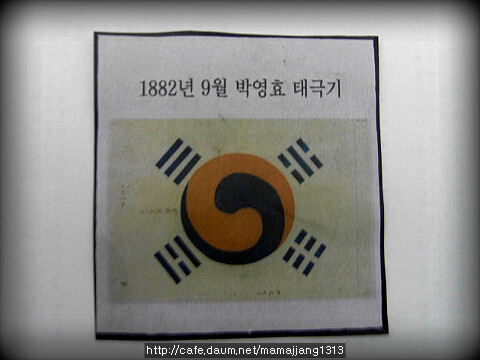 1882년 9월 박영효 태극기
http://cafe.daum.net/mamajjang1313